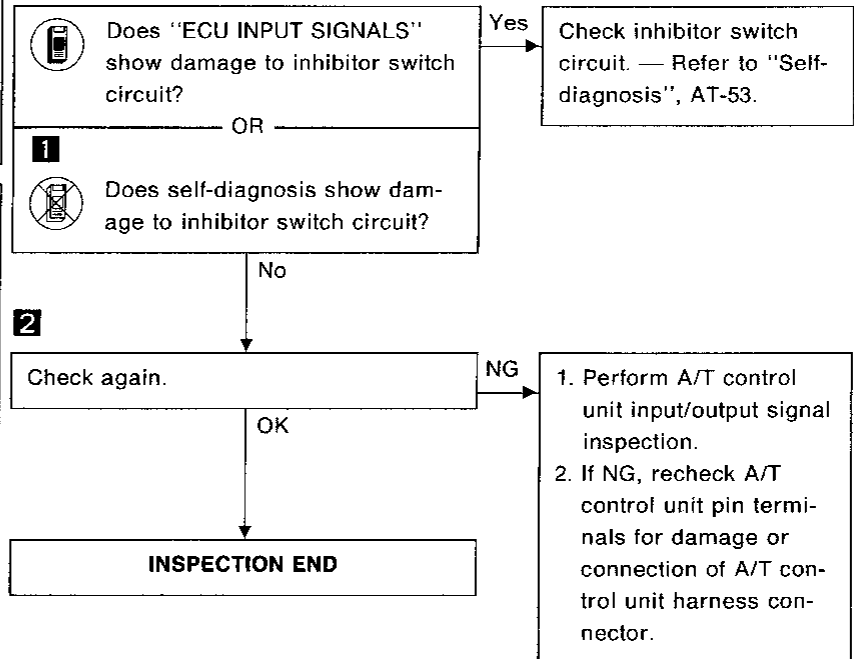 Does "ECU INPUT SIGNALS"
show damage to inhibitor switch
circuit?
Yes
Check inhibitor switch
circuit. — Refer to "Self-
diagnosis", AT-53.
OR
1
Does self-diagnosis show dam-
age to inhibitor switch circuit?
No
2
Check again.
NG
1. Perform A/T control
unit input/output signal
inspection.
2. If NG, recheck A/T
control unit pin termi-
nals for damage or
connection of A/T con-
trol unit harness con-
nector.
OK
INSPECTION END